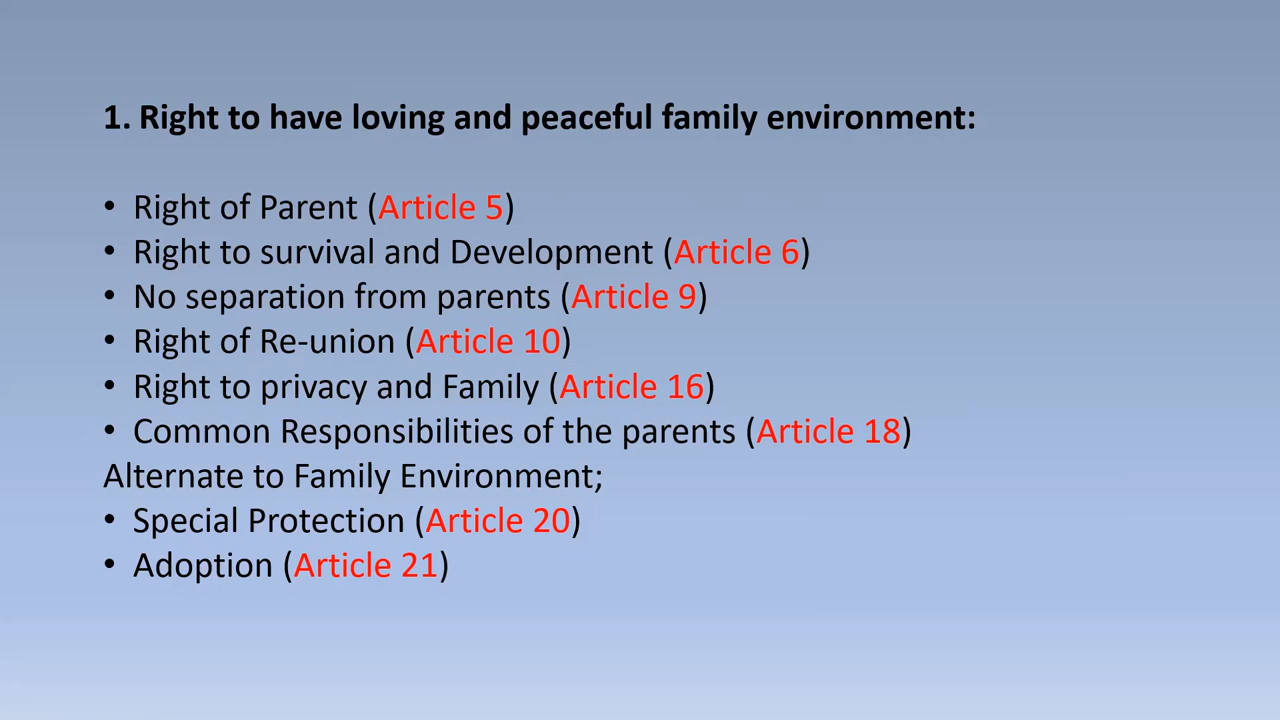 1. Right to have loving and peaceful family environment:
• Right of Parent (Article 5)
• Right to survival and Development (Article 6)
• No separation from parents (Article 9)
• Right of Re-union (Article 10)
• Right to privacy and Family (Article 16)
• Common Responsibilities of the parents (Article 18)
Alternate to Family Environment;
• Special Protection (Article 20)
• Adoption (Article 21)